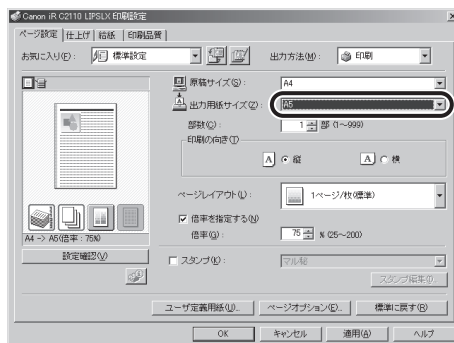 Canon iR C2110 LIPSLX 印刷設定
ページ設定 仕上げ 給紙 印刷品質
お気に入り(F): 標準設定 出力方法(M): 印刷
原稿サイズ(S): A4
出力用紙サイズ(Z): A5
部数(C): 1 部 (1～999)
印刷の向き(T)
A 縦 A 横
ページレイアウト(L): 1ページ/枚(標準)
倍率を指定する(N)
倍率(G): 75 % (25～200)
A4 -> A5(倍率 : 75%)
設定確認(V)
スタンプ(K): マル秘
スタンプ編集(I)...
ユーザ定義用紙(U)... ページオプション(E)... 標準に戻す(R)
OK キャンセル 適用(A) ヘルプ